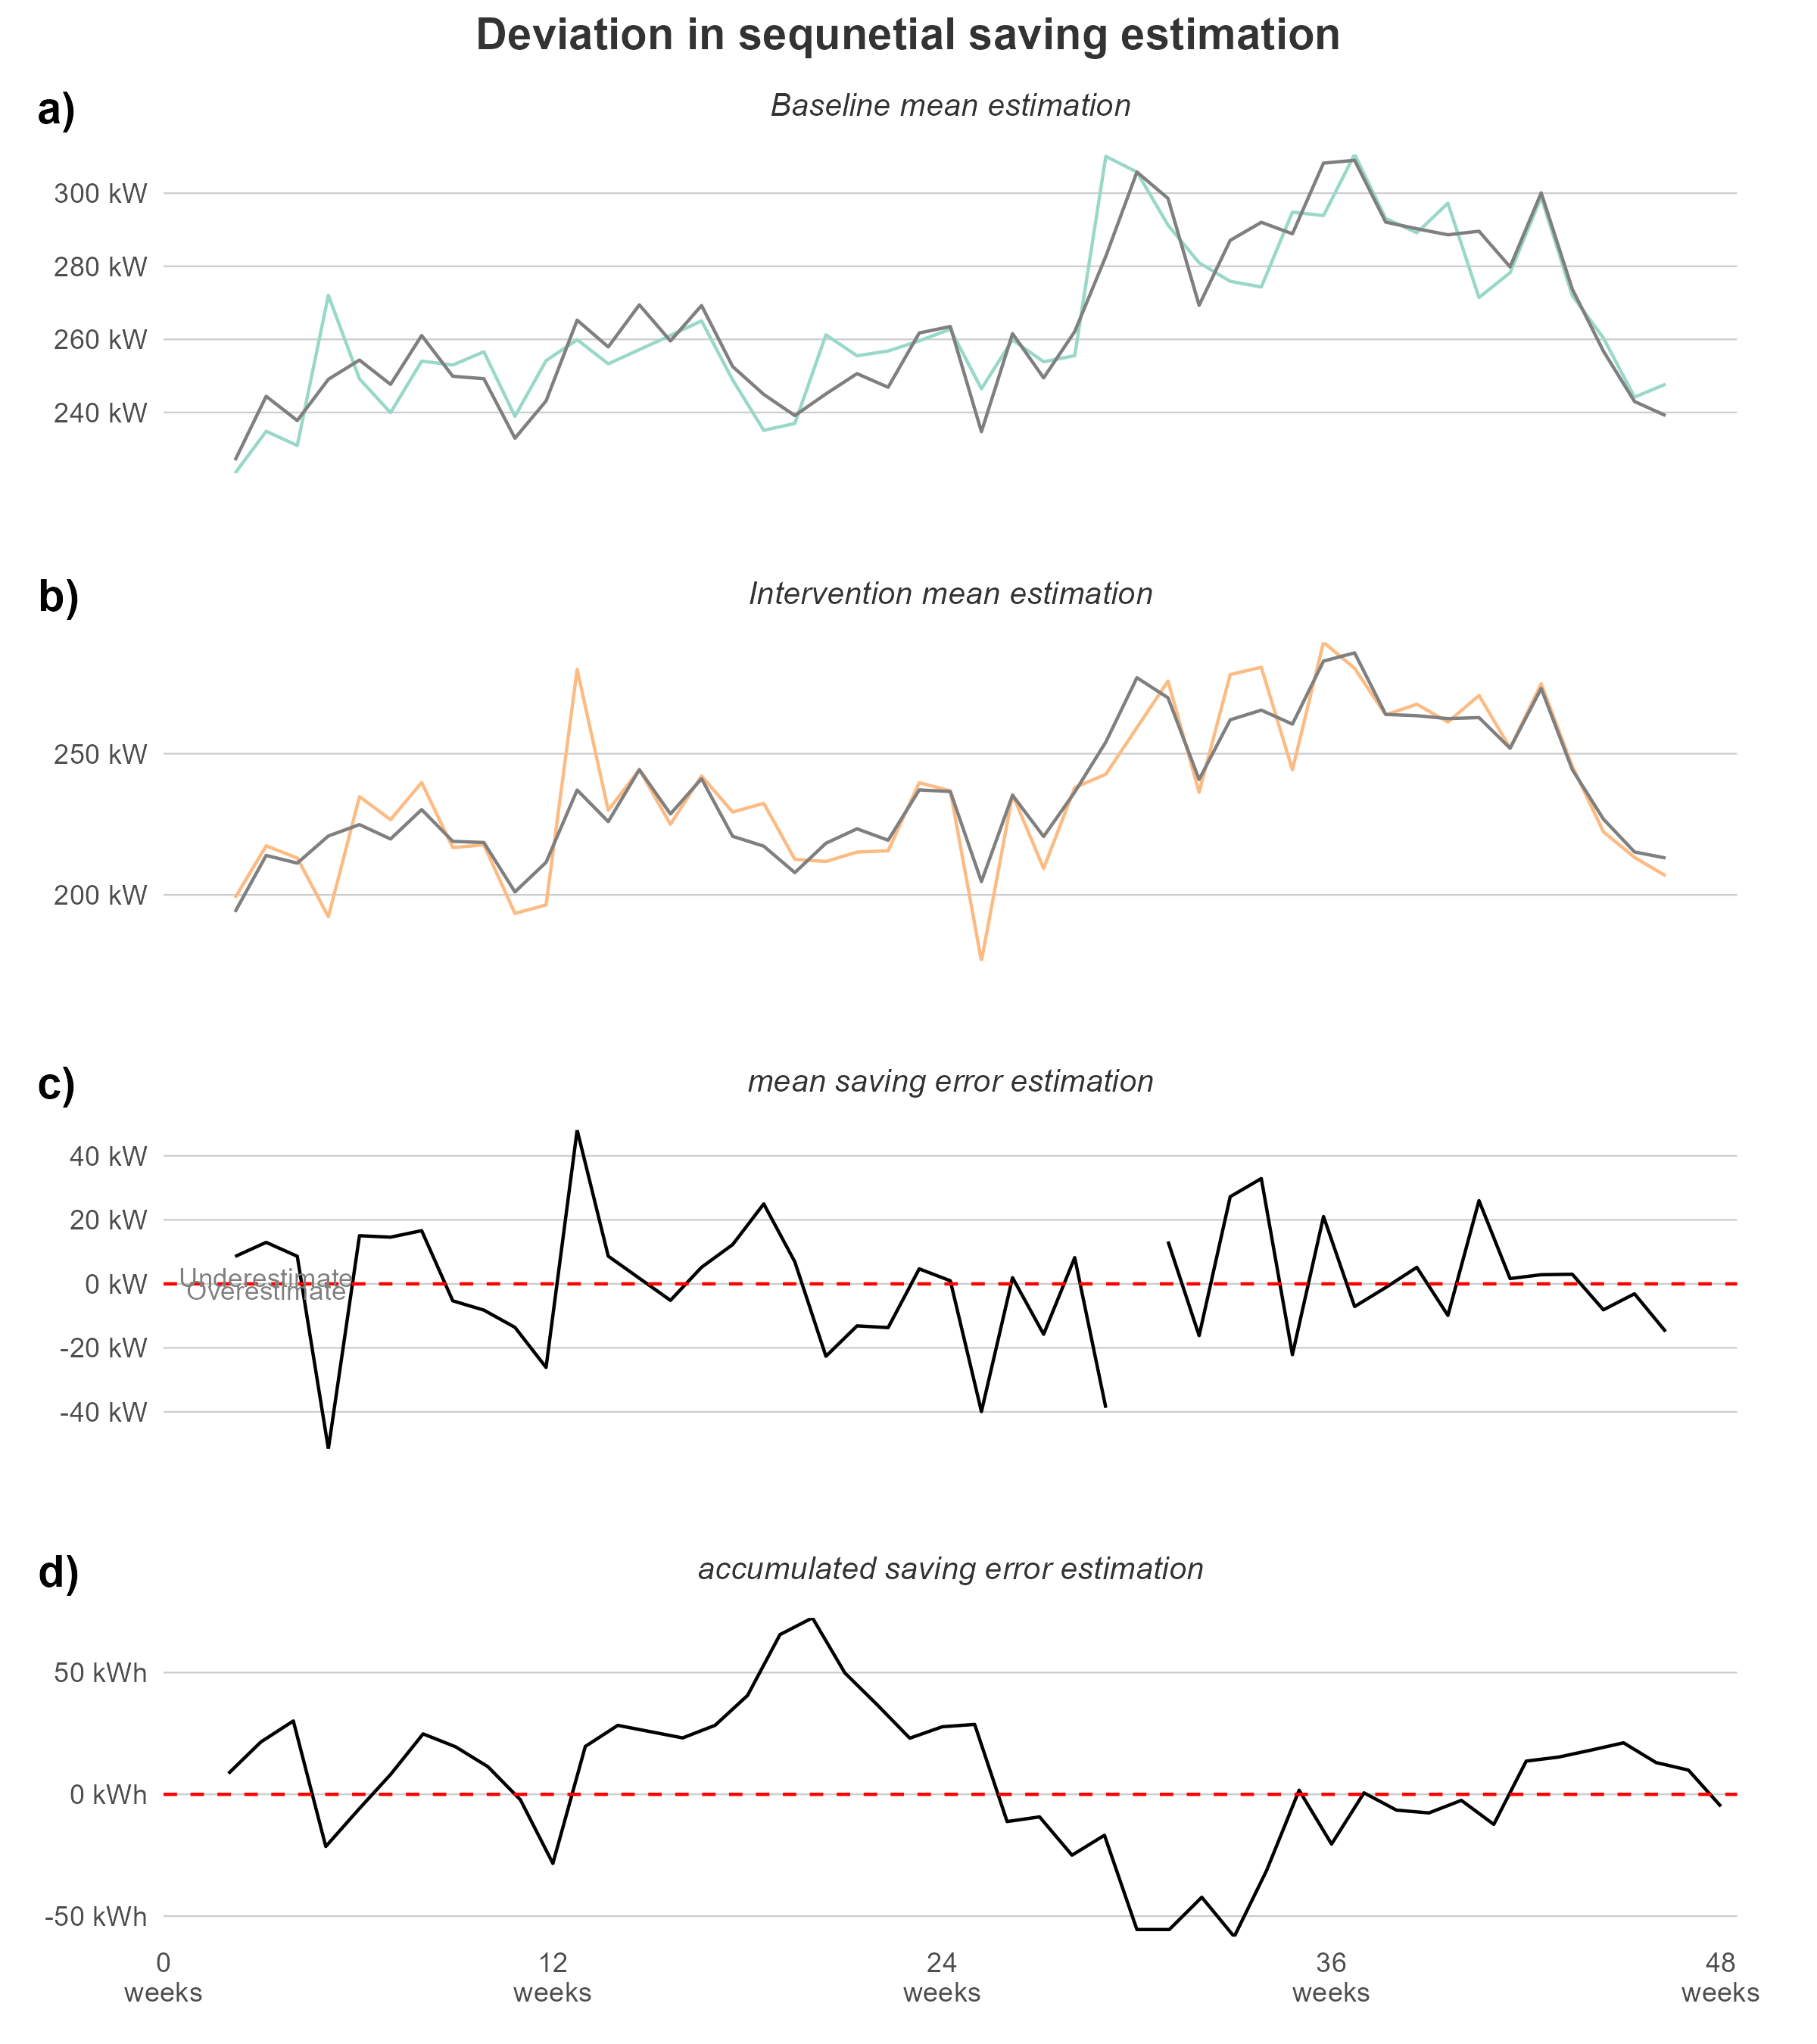 Deviation in sequnetial saving estimation
a)
Baseline mean estimation
300 kW
280 kW
260 kW
240 kW
b)
Intervention mean estimation
250 kW
200 kW
c)
mean saving error estimation
40 kW
20 kW
Underestimate
0 kW
Overestimate
-20 kW
-40 kW
d)
accumulated saving error estimation
50 kWh
0 kWh
-50 kWh
0 12 24 36 48
weeks weeks weeks weeks weeks